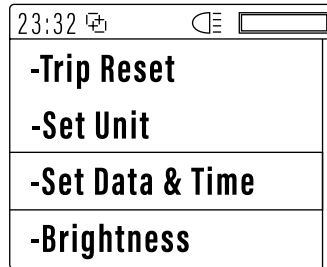 23:32
-Trip Reset
-Set Unit
-Set Data & Time
-Brightness